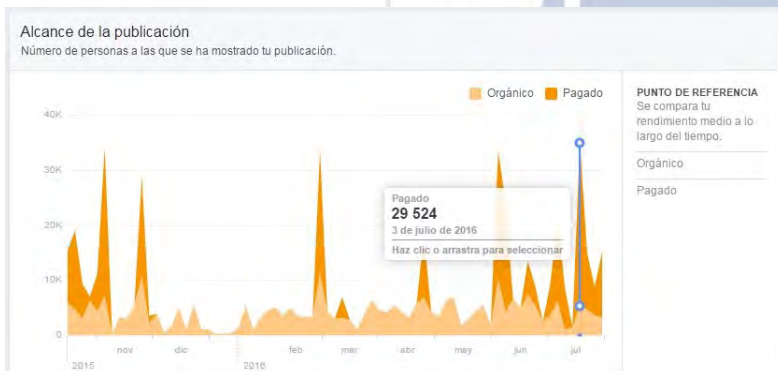 Alcance de la publicación
Número de personas a las que se ha mostrado tu publicación.
Orgánico Pagado
40K
30K
20K
10K
0
nov dic feb mar abr may jun jul
2015 2016
Pagado
29 524
3 de julio de 2016
Haz clic o arrastra para seleccionar
PUNTO DE REFERENCIA
Se compara tu
rendimiento medio a lo
largo del tiempo.
Orgánico
Pagado